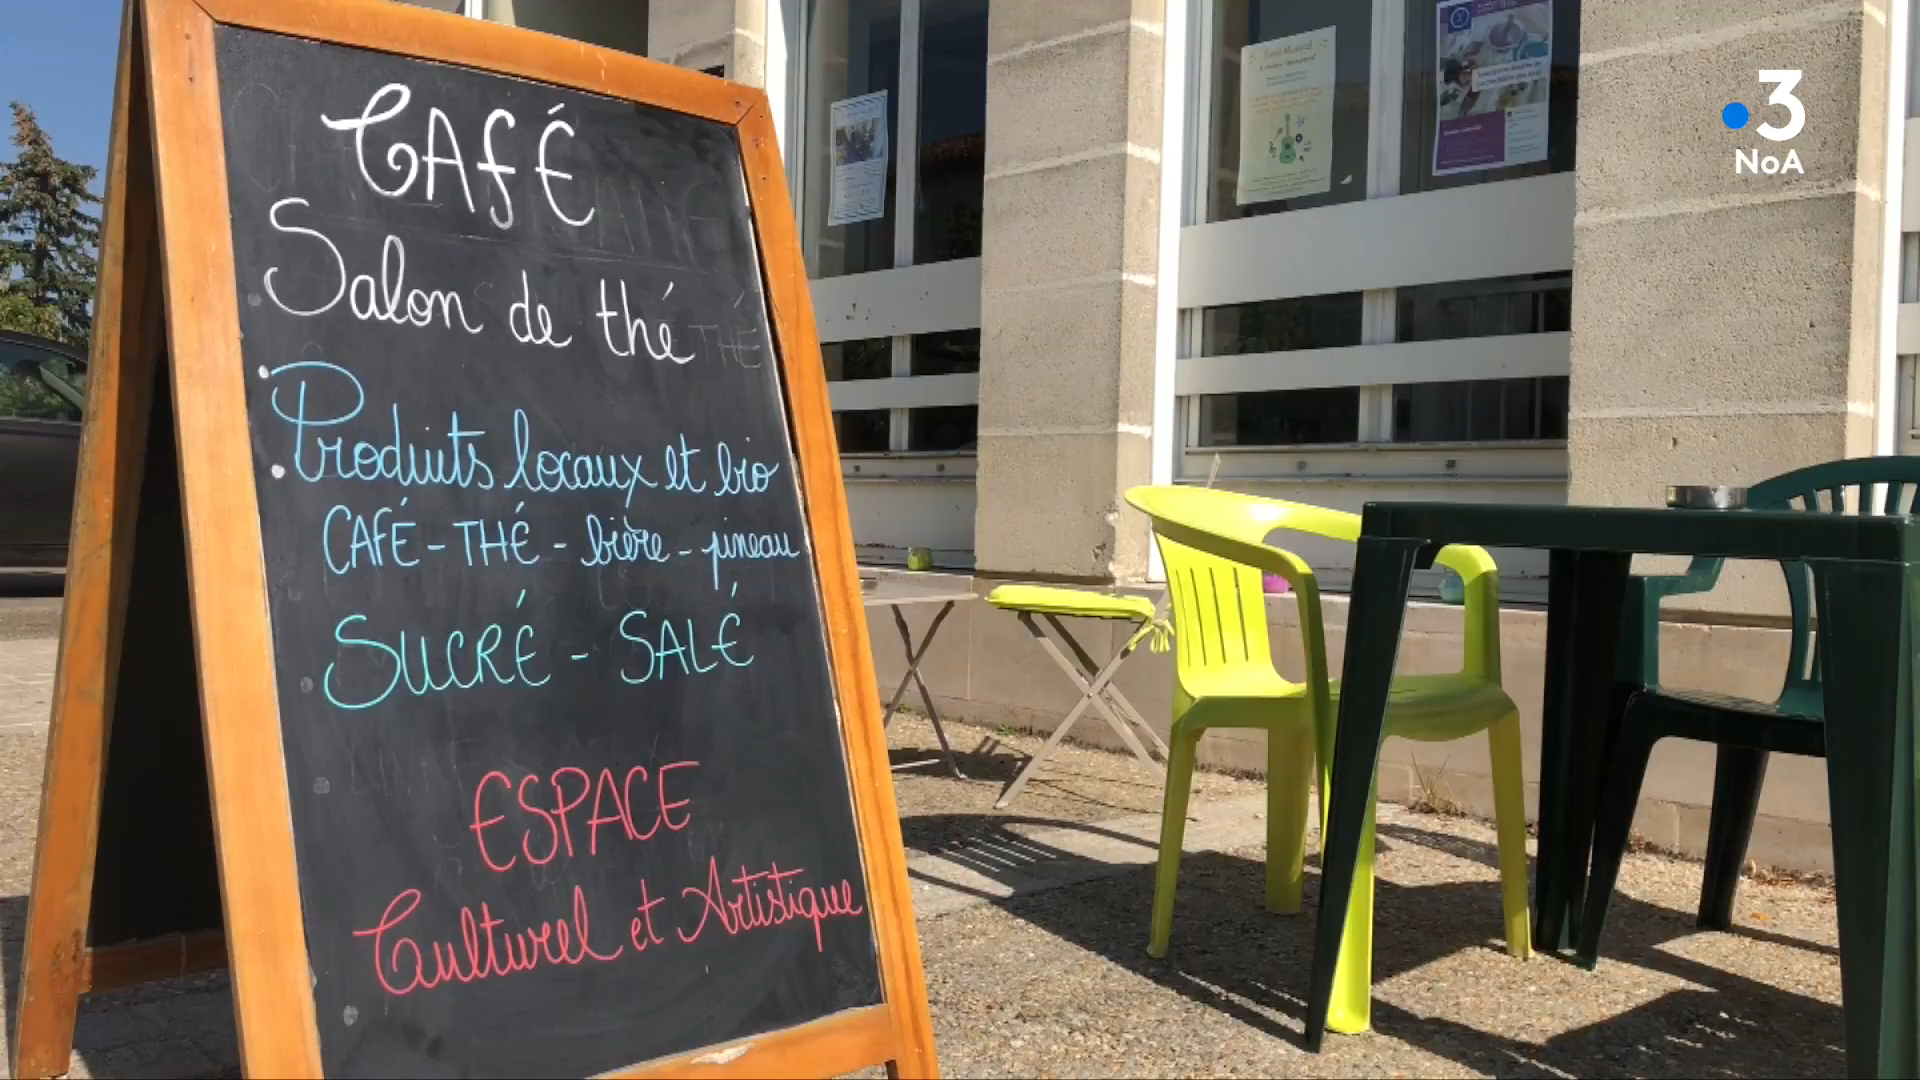 CAFÉ
Salon de thé
THÉ
Produits locaux et bio
CAFÉ - THÉ - bière - pineau
SUCRÉ - SALÉ
ESPACE
Culturel et Artistique
3
NoA